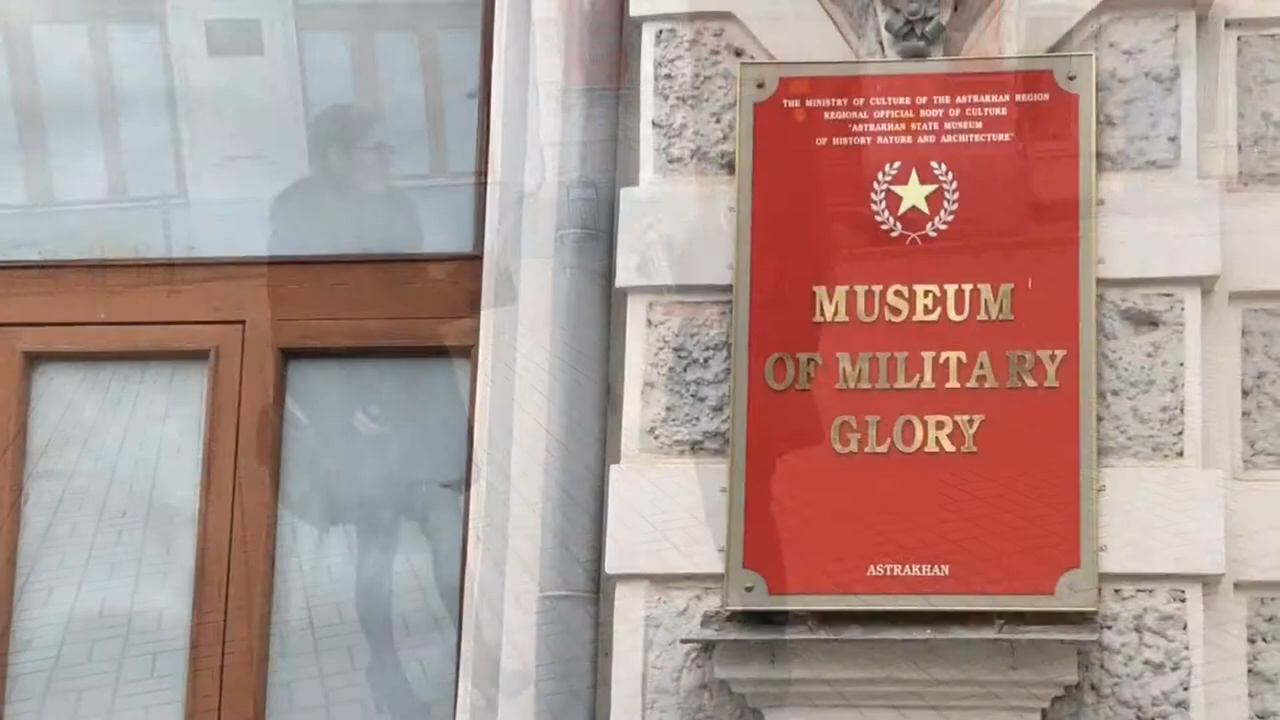 THE MINISTRY OF CULTURE OF THE ASTRAKHAN REGION
REGIONAL OFFICIAL BODY OF CULTURE
"ASTRAKHAN STATE MUSEUM
OF HISTORY NATURE AND ARCHITECTURE"
MUSEUM
OF MILITARY
GLORY
ASTRAKHAN